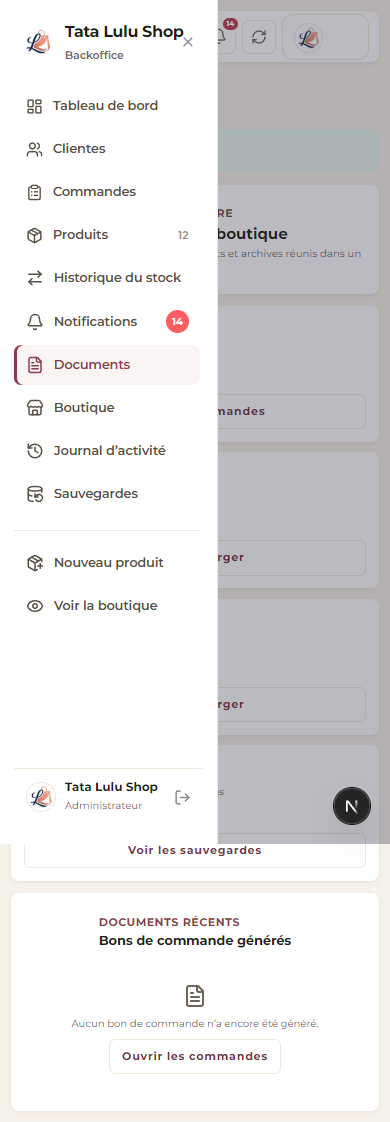 Tata Lulu Shop
Backoffice
14
Tableau de bord
Clientes
Commandes
Produits 12
Historique du stock
Notifications 14
Documents
Boutique
Journal d’activité
Sauvegardes
Nouveau produit
Voir la boutique
Tata Lulu Shop
Administrateur
RE
boutique
ts et archives réunis dans un
mandes
rger
rger
es
N
Voir les sauvegardes
DOCUMENTS RÉCENTS
Bons de commande générés
Aucun bon de commande n’a encore été généré.
Ouvrir les commandes